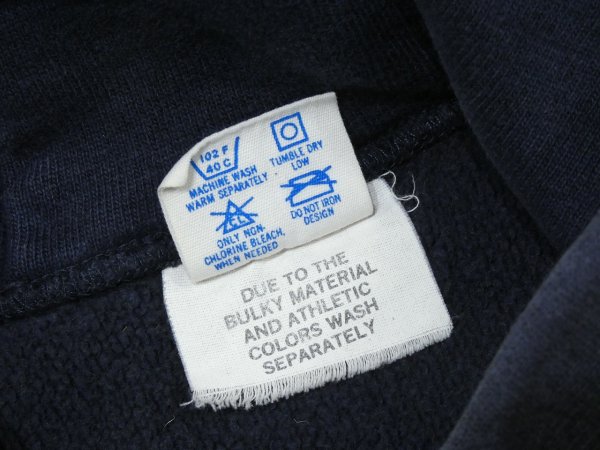 102 F
40 C
MACHINE WASH
WARM SEPARATELY
TUMBLE DRY
LOW
CL
ONLY NON-
CHLORINE BLEACH,
WHEN NEEDED
DO NOT IRON
DESIGN
DUE TO THE
BULKY MATERIAL
AND ATHLETIC
COLORS WASH
SEPARATELY